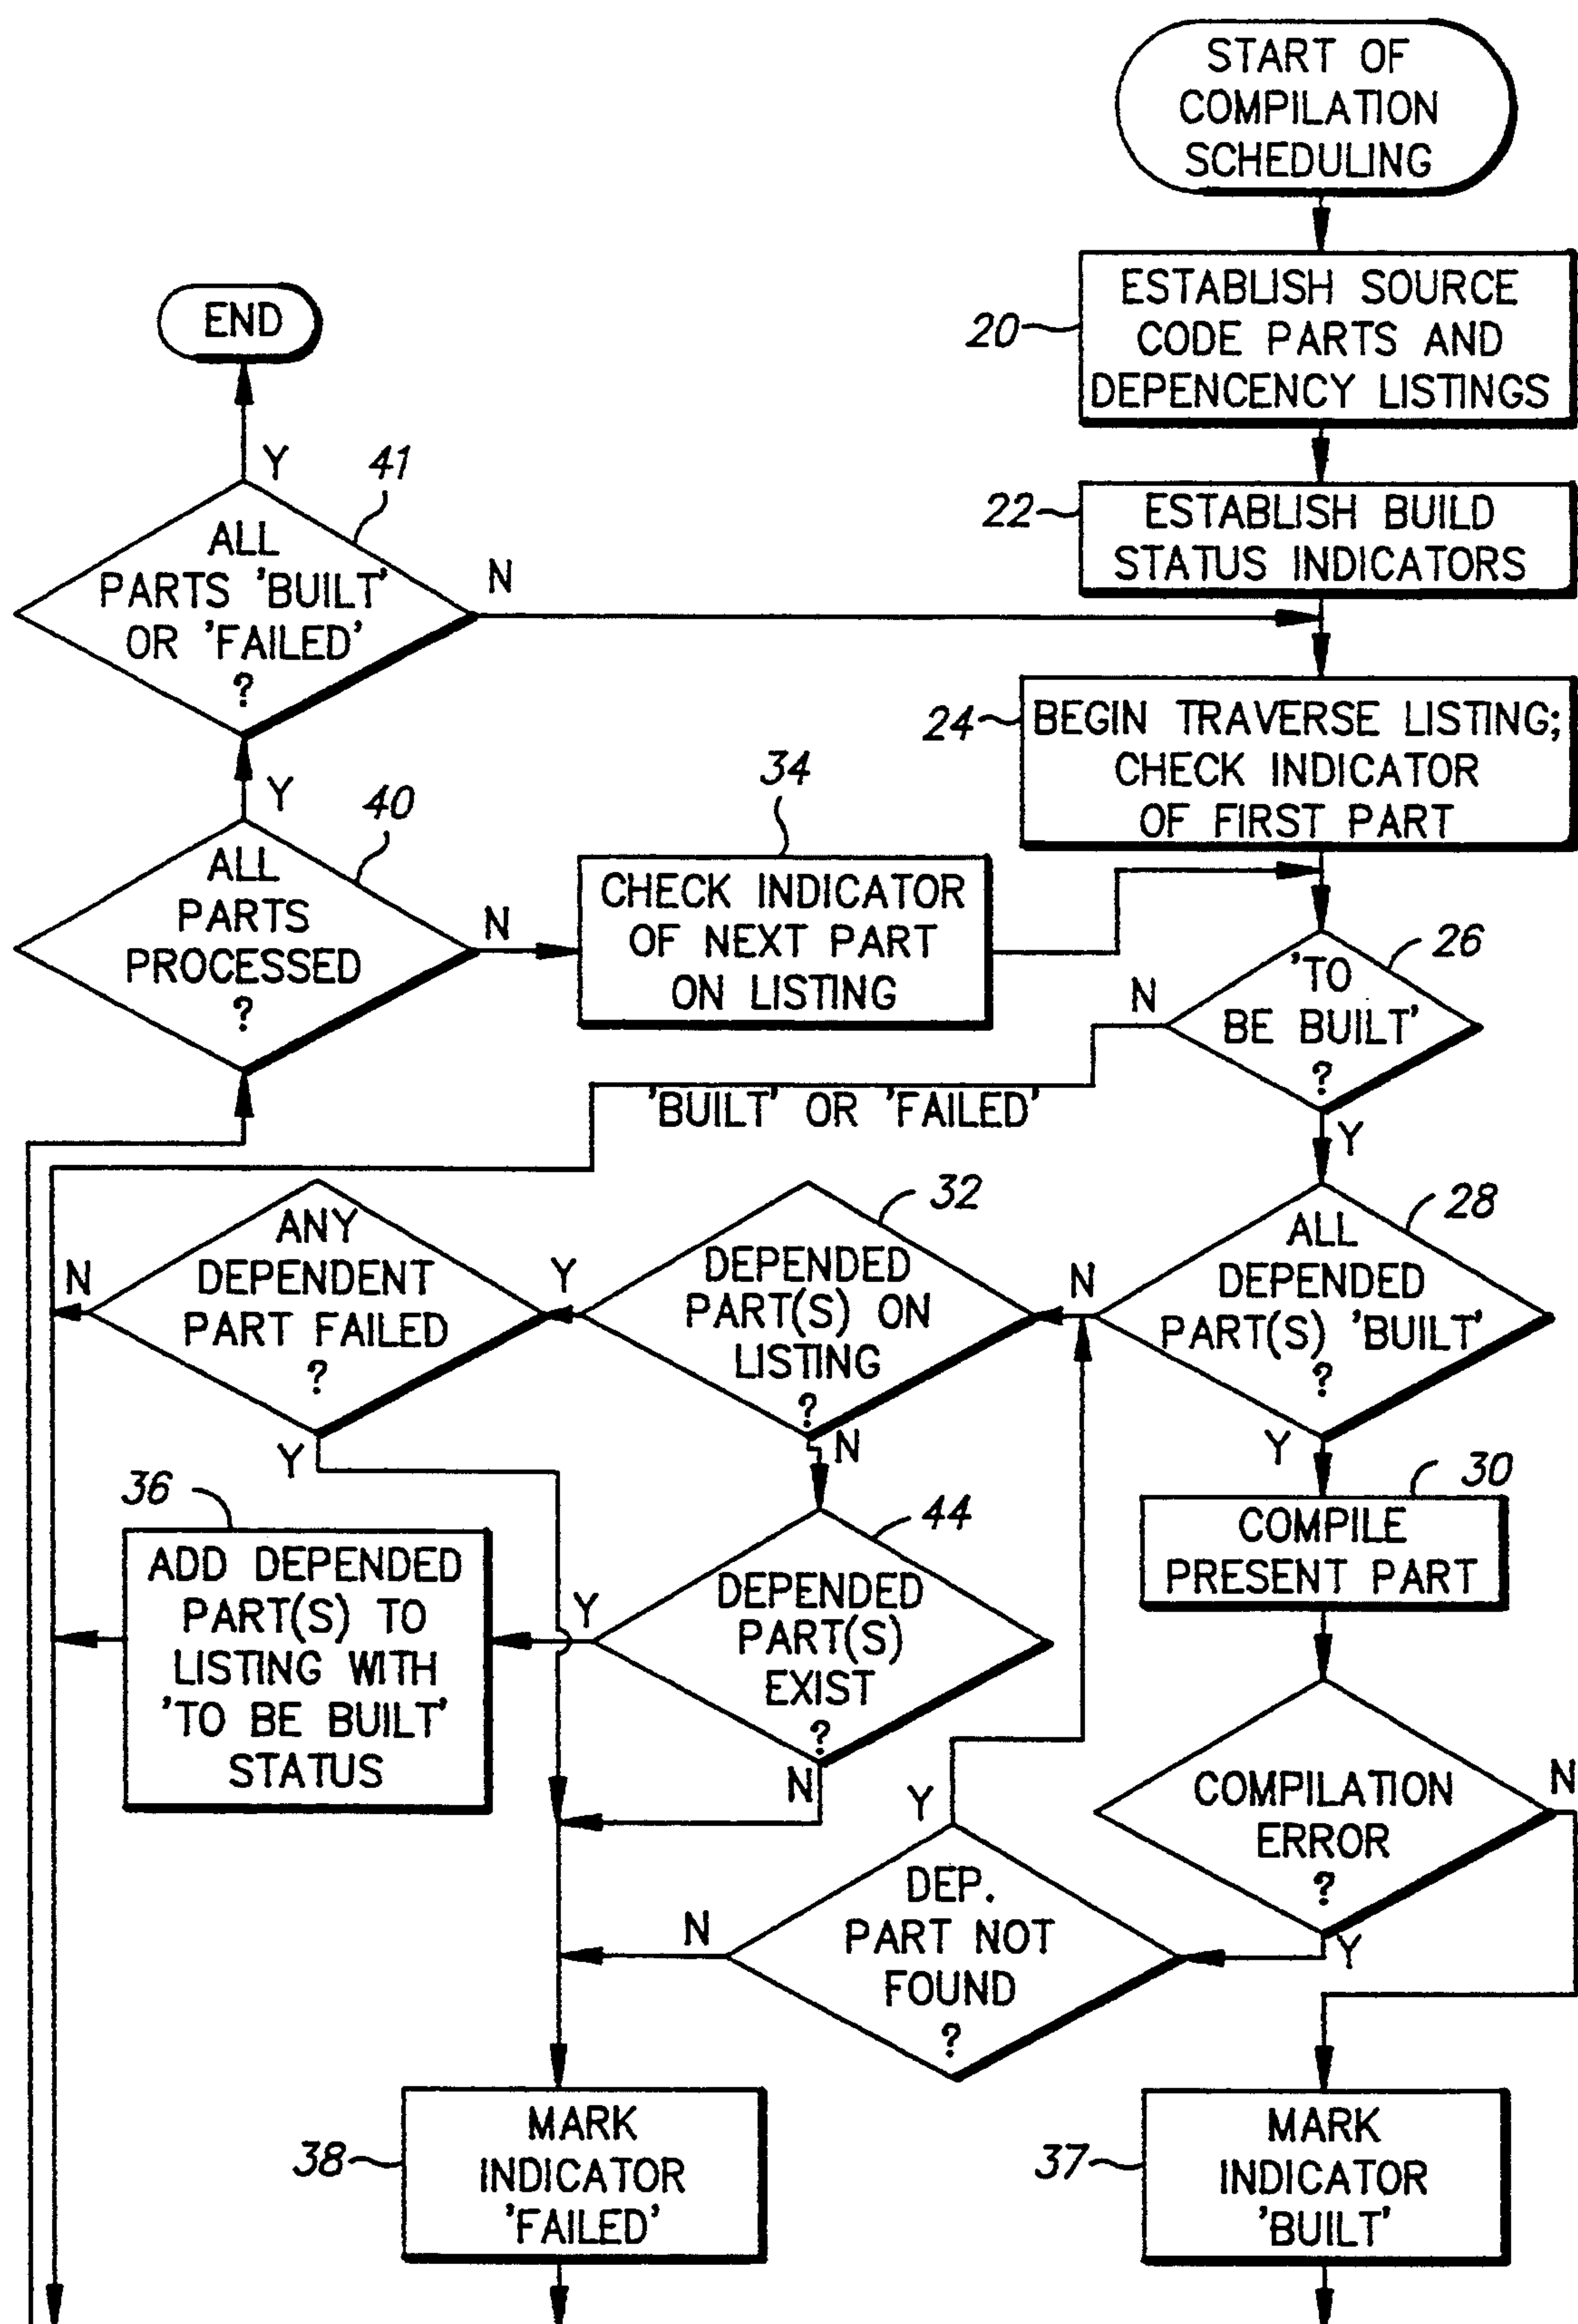 START OF
COMPILATION
SCHEDULING
20
ESTABLISH SOURCE
CODE PARTS AND
DEPENCENCY LISTINGS
22
ESTABLISH BUILD
STATUS INDICATORS
END
Y
41
ALL
PARTS 'BUILT'
OR 'FAILED'
?
N
24
BEGIN TRAVERSE LISTING;
CHECK INDICATOR
OF FIRST PART
Y
40
ALL
PARTS
PROCESSED
?
N
34
CHECK INDICATOR
OF NEXT PART
ON LISTING
26
'TO
BE BUILT'
?
N
'BUILT' OR 'FAILED'
Y
28
ALL
DEPENDED
PART(S) 'BUILT'
?
N
32
DEPENDED
PART(S) ON
LISTING
?
Y
ANY
DEPENDENT
PART FAILED
?
N
Y
N
Y
30
COMPILE
PRESENT PART
36
ADD DEPENDED
PART(S) TO
LISTING WITH
'TO BE BUILT'
STATUS
44
DEPENDED
PART(S)
EXIST
?
Y
N
COMPILATION
ERROR
?
N
Y
DEP.
PART NOT
FOUND
?
Y
N
38
MARK
INDICATOR
'FAILED'
37
MARK
INDICATOR
'BUILT'